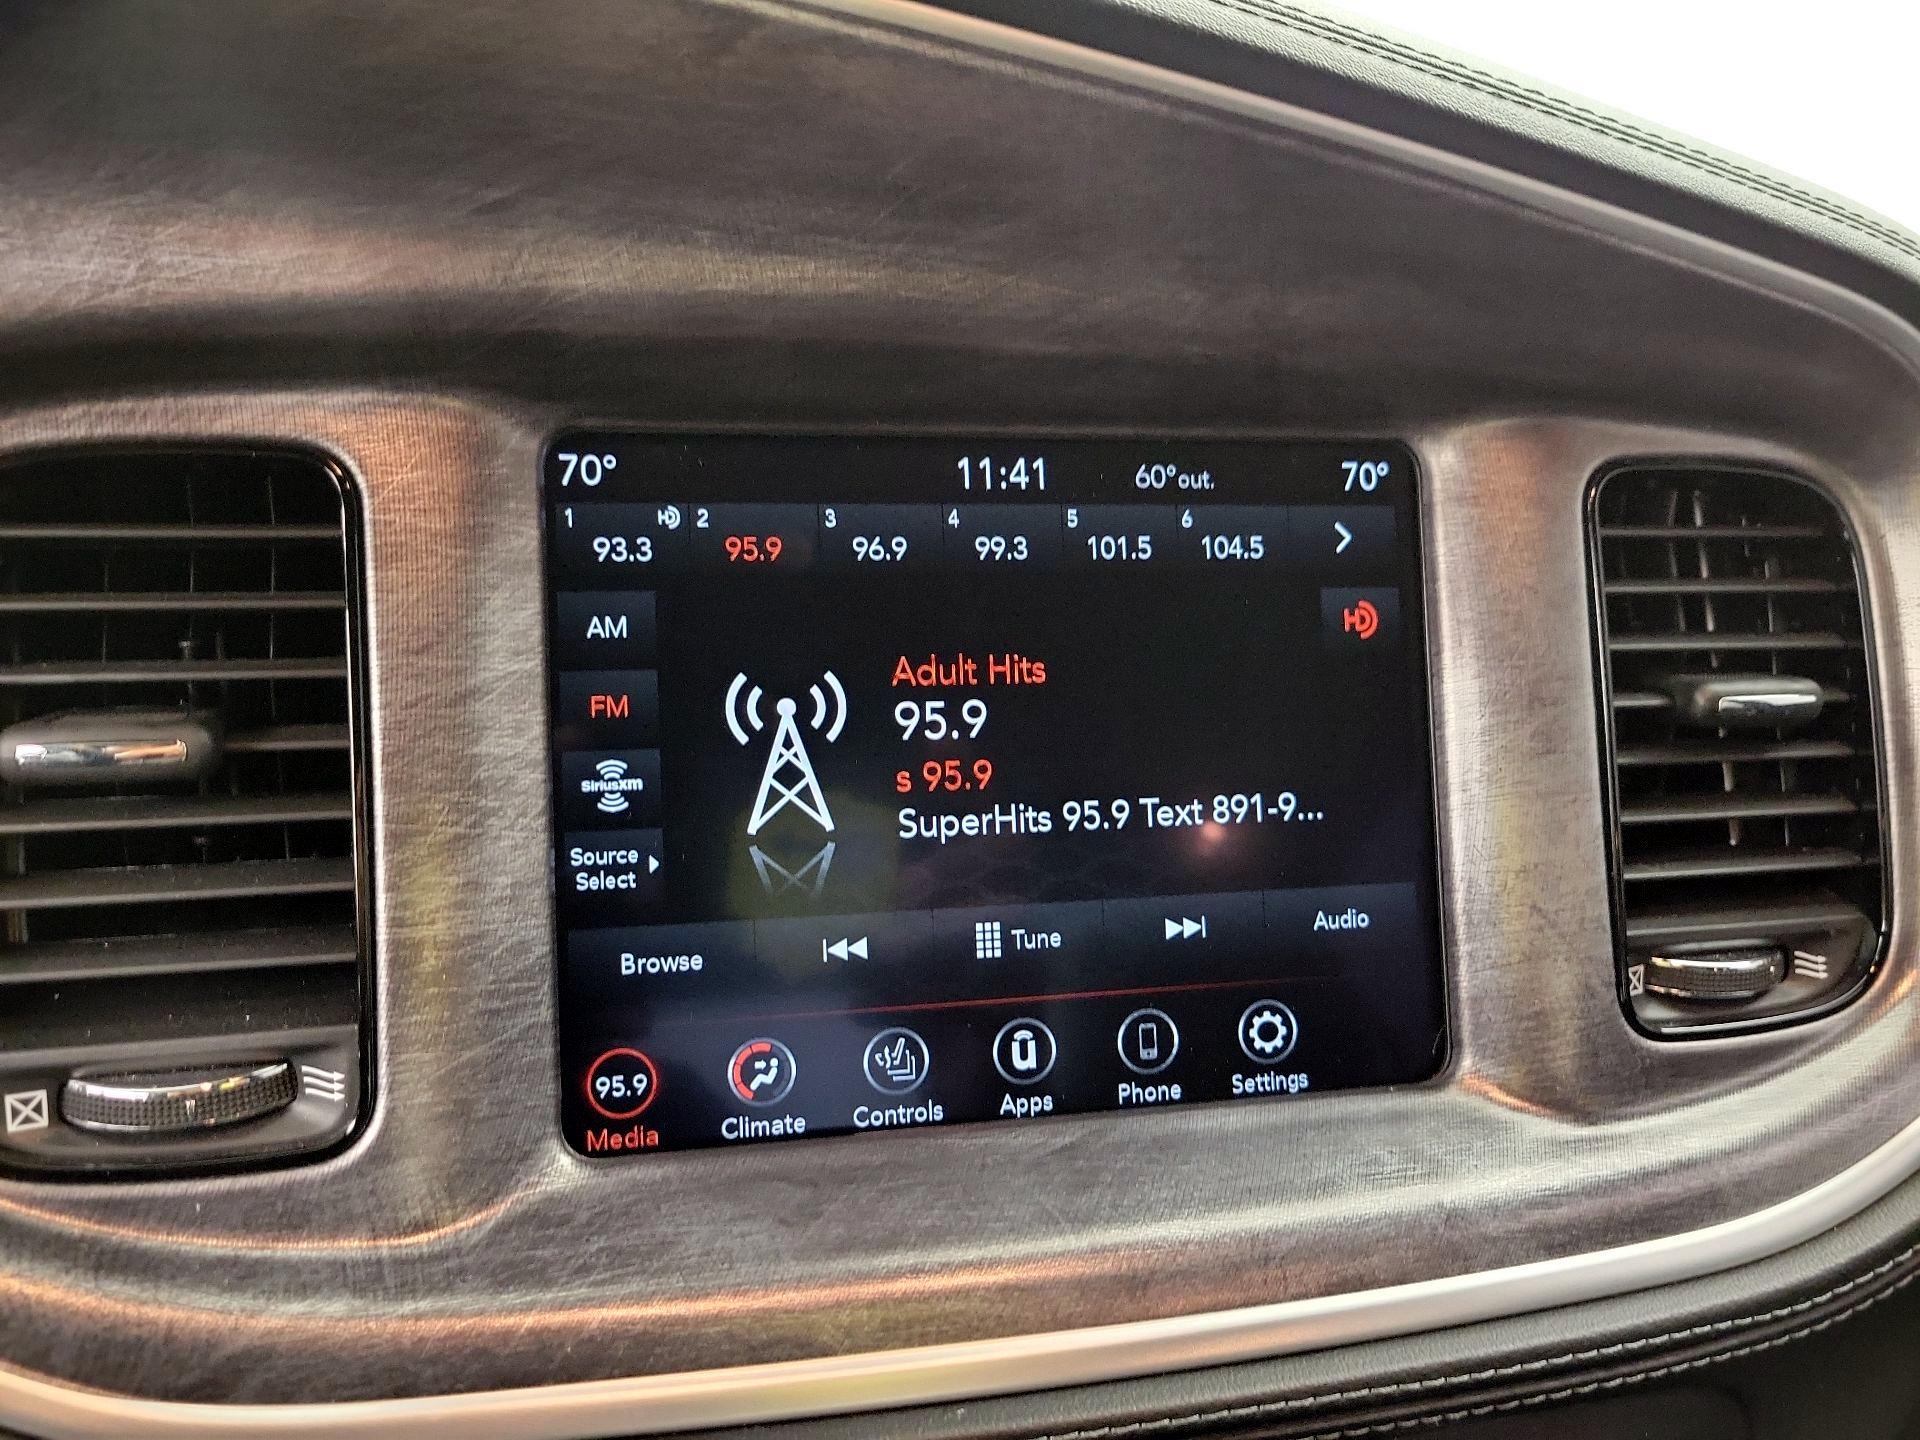 70° 11:41 60° out. 70°
1 HD 2 3 4 5 6
93.3 95.9 96.9 99.3 101.5 104.5
AM
HD
FM
Adult Hits
95.9
s 95.9
SiriusXM
SuperHits 95.9 Text 891-9...
Source
Select
Browse Tune Audio
95.9
Media Climate Controls Apps Phone Settings